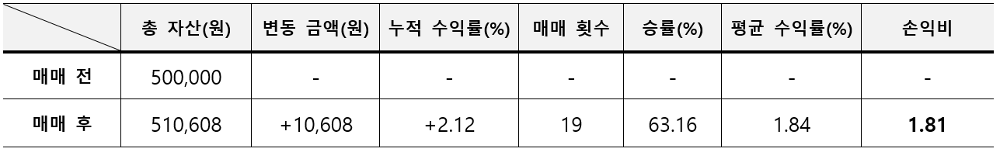 총 자산(원) 변동 금액(원) 누적 수익률(%) 매매 횟수 승률(%) 평균 수익률(%) 손익비
매매 전 500,000 - - - - - -
매매 후 510,608 +10,608 +2.12 19 63.16 1.84 1.81